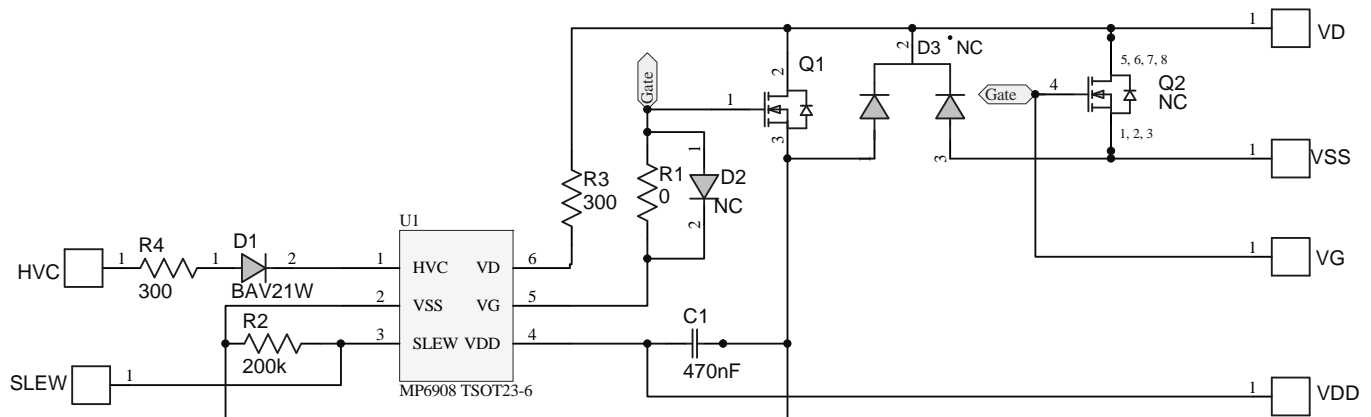 1
VD
2
D3
NC
Gate
2
Q1
5, 6, 7, 8
1
Gate
4
Q2
NC
3
1, 2, 3
1
1
3
1
VSS
R3
300
R1
0
D2
NC
2
U1
HVC
1
R4
300
1
D1
2
BAV21W
1
HVC
VD
6
1
VG
2
VSS
VG
5
R2
200k
3
SLEW
VDD
4
C1
470nF
SLEW
1
MP6908 TSOT23-6
1
VDD